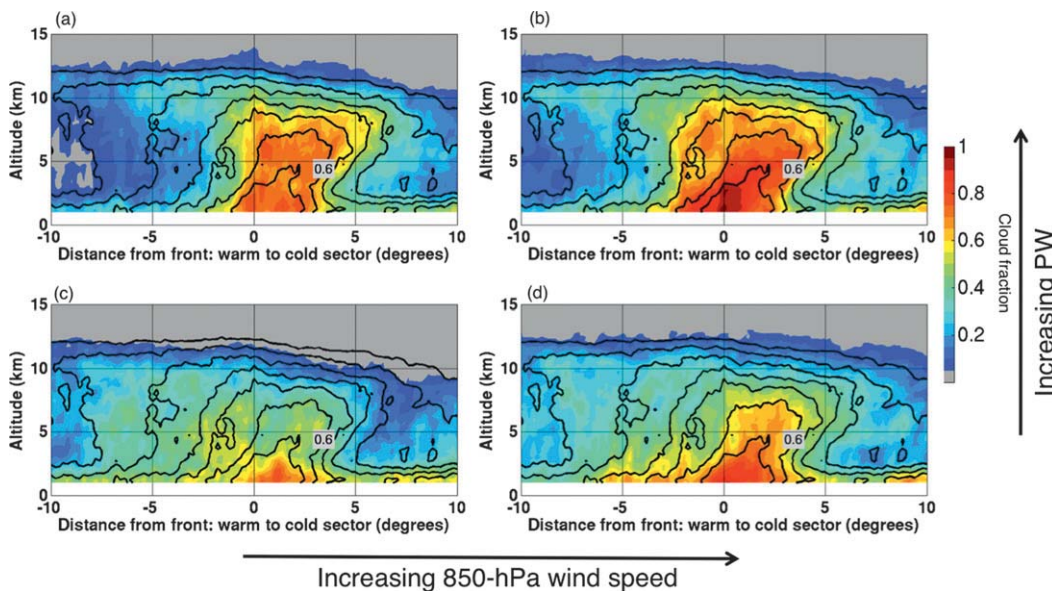 (a)
(b)
Altitude (km)
15
10
5
0
0.6
-10 -5 0 5 10
Distance from front: warm to cold sector (degrees)
Altitude (km)
15
10
5
0
0.6
-10 -5 0 5 10
Distance from front: warm to cold sector (degrees)
1
0.8
0.6
0.4
0.2
Cloud fraction
Increasing PW
(c)
(d)
Altitude (km)
15
10
5
0
0.6
-10 -5 0 5 10
Distance from front: warm to cold sector (degrees)
Altitude (km)
15
10
5
0
0.6
-10 -5 0 5 10
Distance from front: warm to cold sector (degrees)
Increasing 850-hPa wind speed